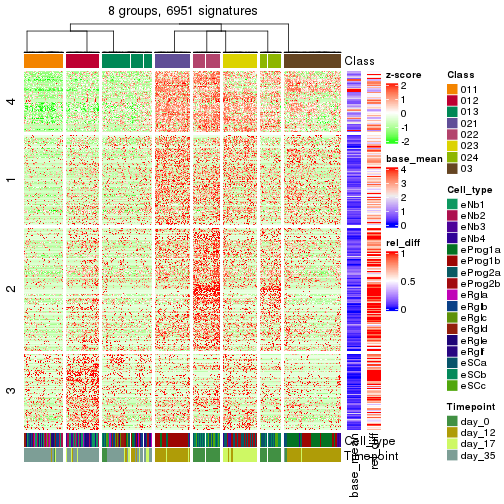 8 groups, 6951 signatures
Class
4
1
2
3
z-score
2
1
0
-1
-2
base_mean
4
3
2
1
0
rel_diff
1
0.5
0
Class
011
012
013
021
022
023
024
03
Cell_type
eNb1
eNb2
eNb3
eNb4
eProg1a
eProg1b
eProg2a
eProg2b
eRgla
eRglb
eRglc
eRgld
eRgle
eRglf
eSCa
eSCb
eSCc
Timepoint
day_0
day_12
day_17
day_35
Cell_type
Timepoint
base_mean
rel_diff